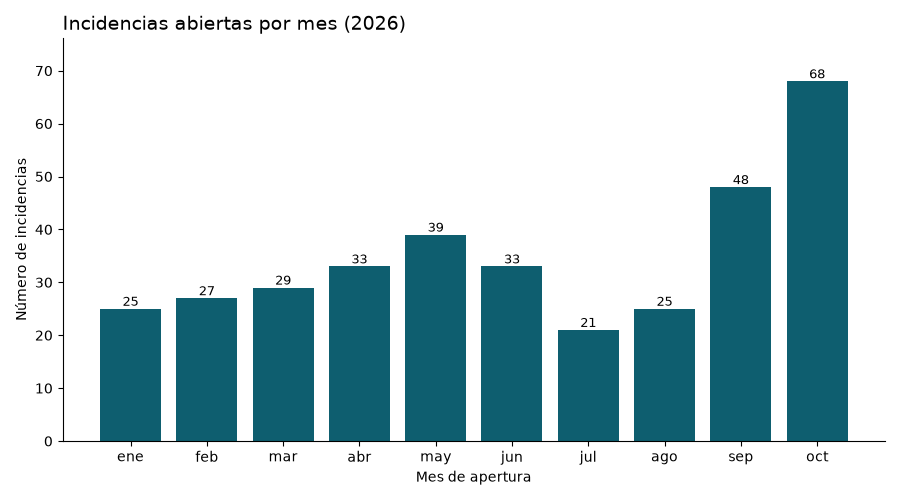 Incidencias abiertas por mes (2026)
Número de incidencias
70
60
50
40
30
20
10
0
25
27
29
33
39
33
21
25
48
68
ene
feb
mar
abr
may
jun
jul
ago
sep
oct
Mes de apertura